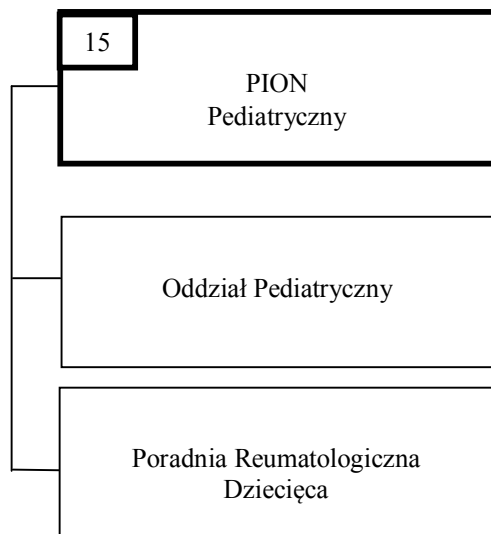 15
PION
Pediatryczny
Oddział Pediatryczny
Poradnia Reumatologiczna
Dziecięca